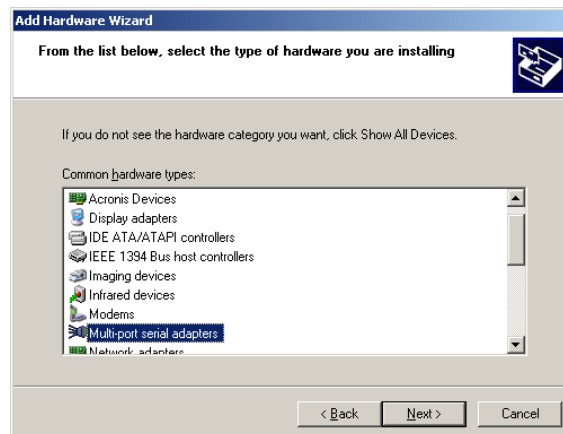 Add Hardware Wizard
From the list below, select the type of hardware you are installing
If you do not see the hardware category you want, click Show All Devices.
Common hardware types:
Acronis Devices
Display adapters
IDE ATA/ATAPI controllers
IEEE 1394 Bus host controllers
Imaging devices
Infrared devices
Modems
Multi-port serial adapters
Network adapters
< Back Next > Cancel